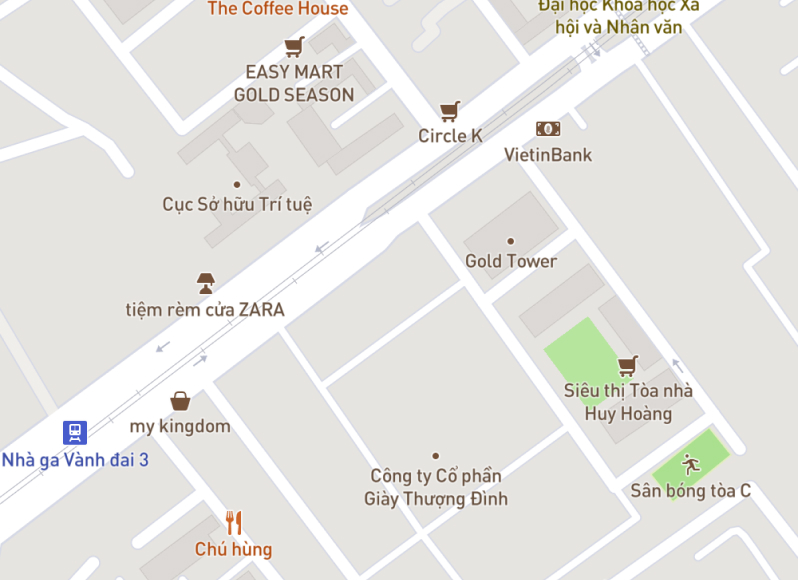 The Coffee House
Đại học Khoa học Xã
hội và Nhân văn
EASY MART
GOLD SEASON
Circle K
VietinBank
Cục Sở hữu Trí tuệ
Gold Tower
tiệm rèm cửa ZARA
Siêu thị Tòa nhà
Huy Hoàng
my kingdom
Nhà ga Vành đai 3
Công ty Cổ phần
Giày Thượng Đình
Sân bóng tòa C
Chú hùng